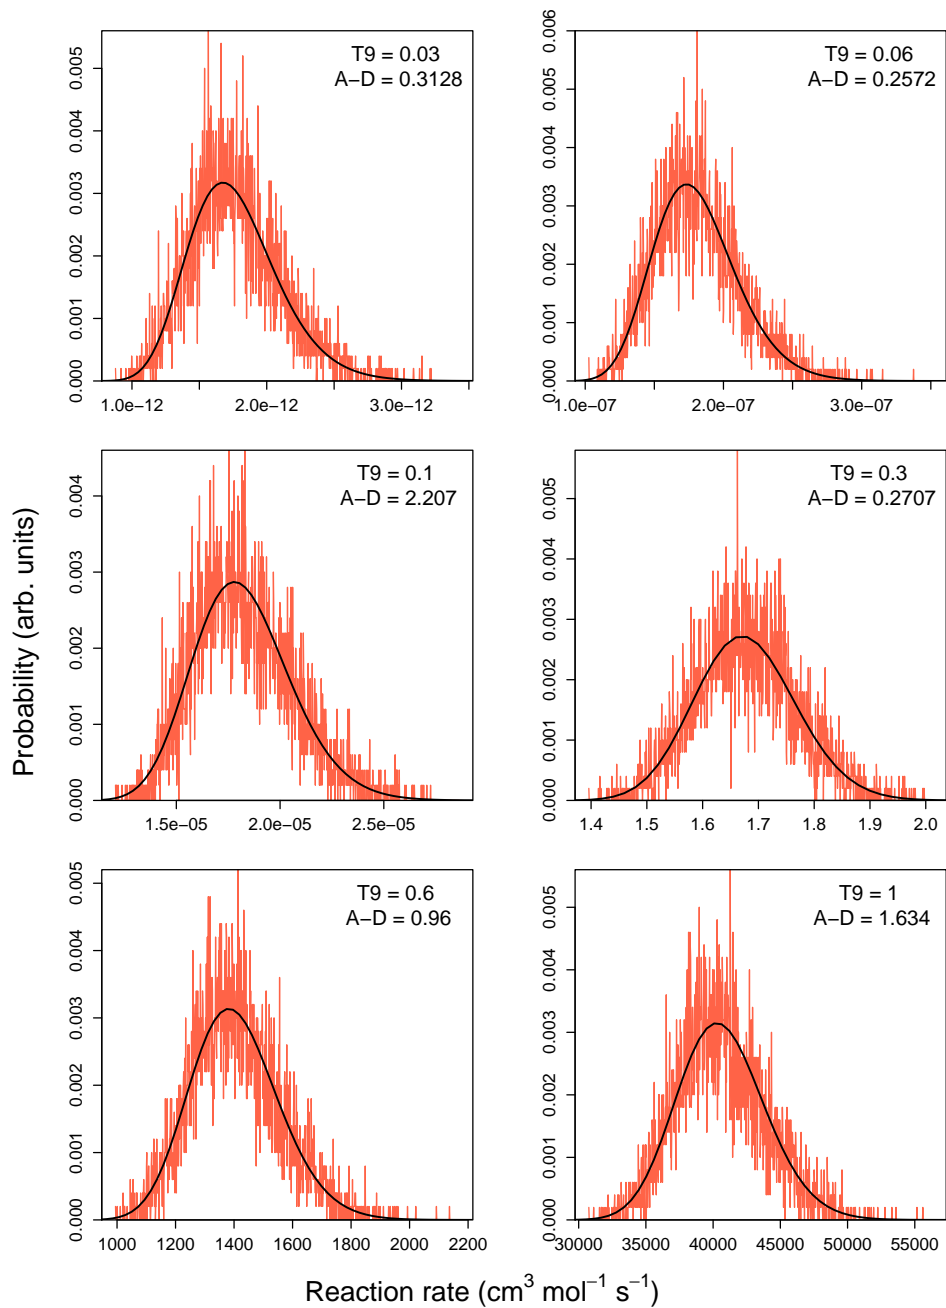 T9 = 0.03
A−D = 0.3128
0.000 0.001 0.002 0.003 0.004 0.005
1.0e−12 2.0e−12 3.0e−12
T9 = 0.06
A−D = 0.2572
0.000 0.001 0.002 0.003 0.004 0.005 0.006
1.0e−07 2.0e−07 3.0e−07
Probability (arb. units)
T9 = 0.1
A−D = 2.207
0.000 0.001 0.002 0.003 0.004
1.5e−05 2.0e−05 2.5e−05
T9 = 0.3
A−D = 0.2707
0.000 0.001 0.002 0.003 0.004 0.005
1.4 1.5 1.6 1.7 1.8 1.9 2.0
T9 = 0.6
A−D = 0.96
0.000 0.001 0.002 0.003 0.004 0.005
1000 1200 1400 1600 1800 2000 2200
T9 = 1
A−D = 1.634
0.000 0.001 0.002 0.003 0.004 0.005
30000 35000 40000 45000 50000 55000
Reaction rate (cm³ mol⁻¹ s⁻¹)